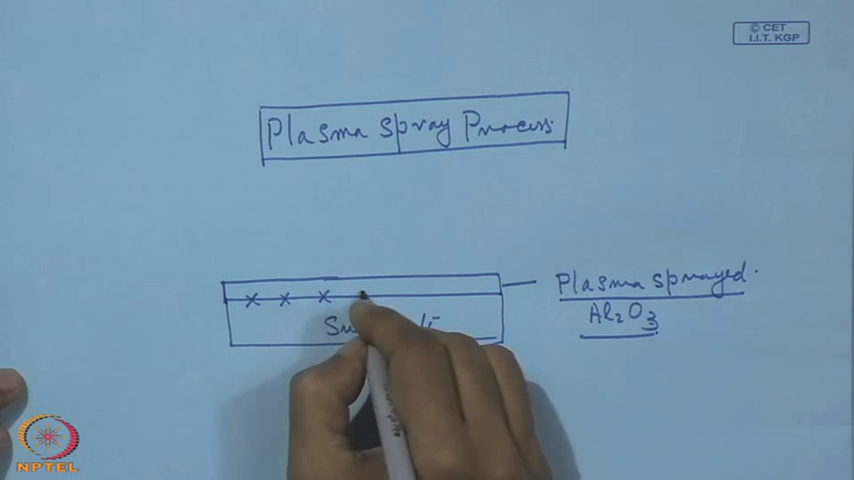 © CET
I.I.T. KGP
Plasma Spray Process
Plasma sprayed.
Al₂O₃
NPTEL